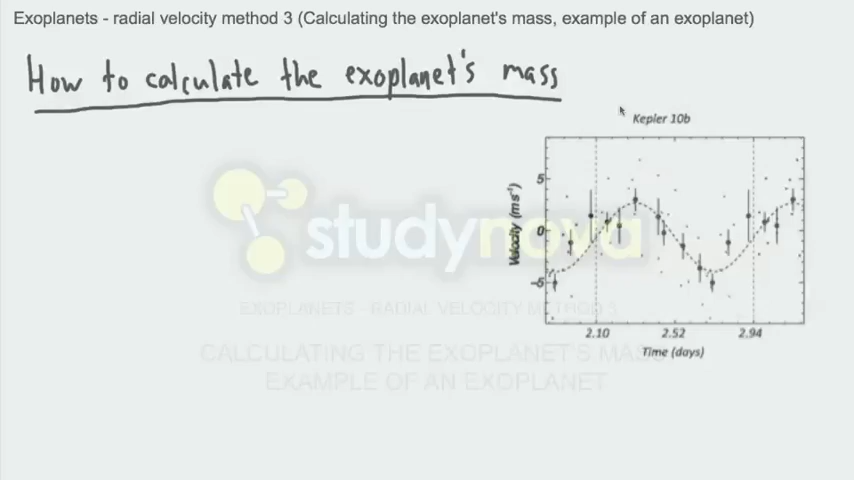 Exoplanets - radial velocity method 3 (Calculating the exoplanet's mass, example of an exoplanet)
How to calculate the exoplanet's mass
Kepler 10b
Velocity (ms⁻¹)
5
0
-5
2.10 2.52 2.94
Time (days)
studynova
EXOPLANETS - RADIAL VELOCITY METHOD 3
CALCULATING THE EXOPLANET'S MASS
EXAMPLE OF AN EXOPLANET